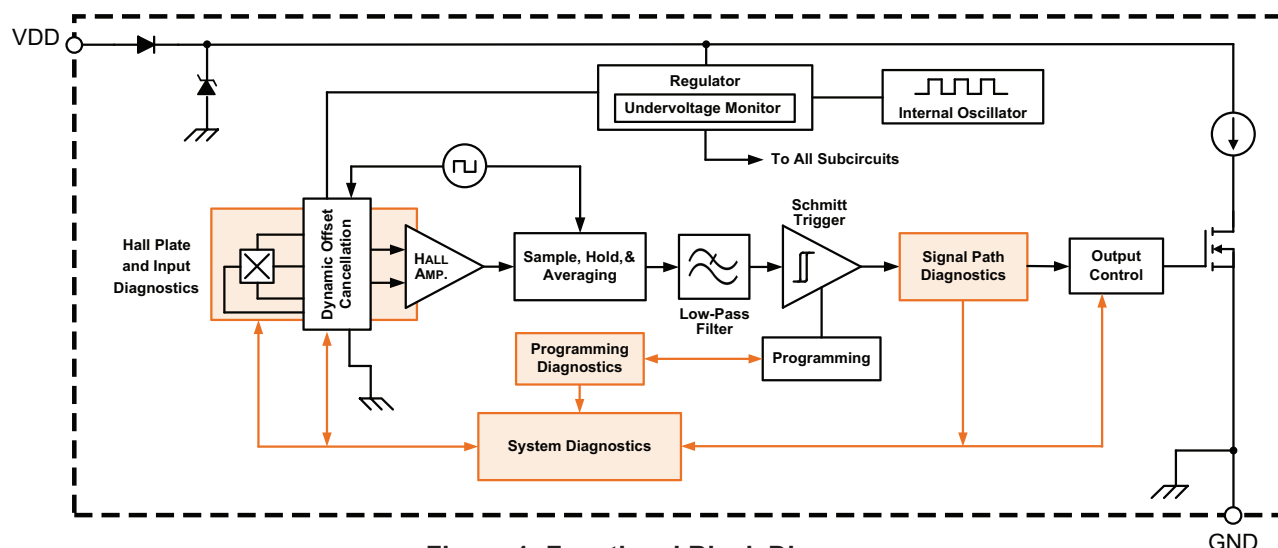 VDD
Regulator
Undervoltage Monitor
Internal Oscillator
To All Subcircuits
Hall Plate
and Input
Diagnostics
Dynamic Offset
Cancellation
HALL
AMP.
Sample, Hold, &
Averaging
Low-Pass
Filter
Schmitt
Trigger
Signal Path
Diagnostics
Output
Control
Programming
Diagnostics
Programming
System Diagnostics
GND